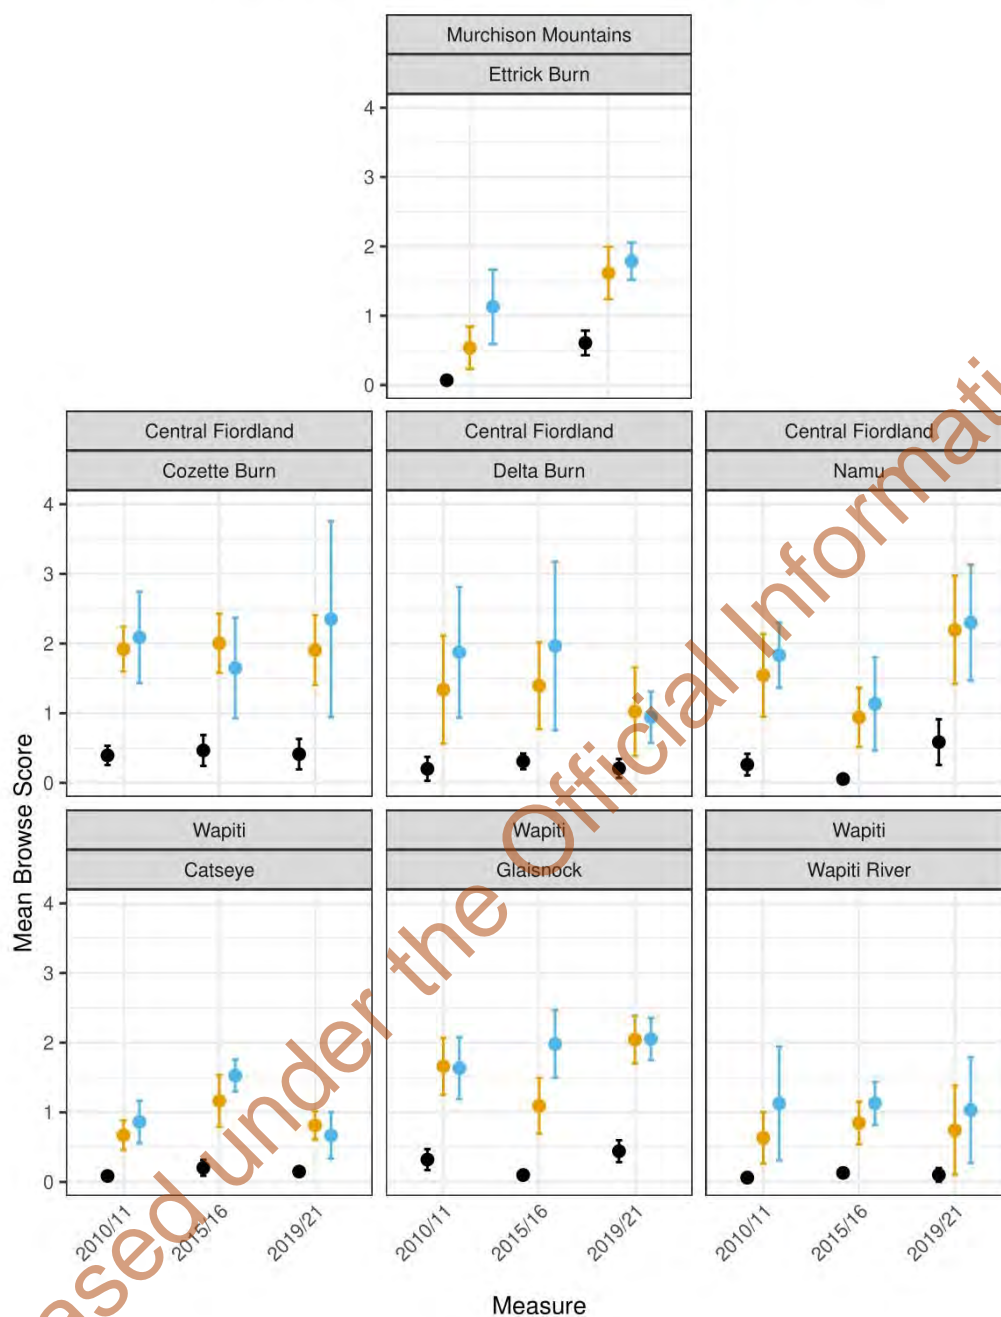 Murchison Mountains
Ettrick Burn
4
3
2
1
0
Central Fiordland
Central Fiordland
Central Fiordland
Cozette Burn
Delta Burn
Namu
4
3
2
1
0
Wapiti
Wapiti
Wapiti
Catseye
Glaisnock
Wapiti River
4
3
2
1
0
Mean Browse Score
2010/11
2015/16
2019/21
2010/11
2015/16
2019/21
2010/11
2015/16
2019/21
Measure
ased under the Official Informati